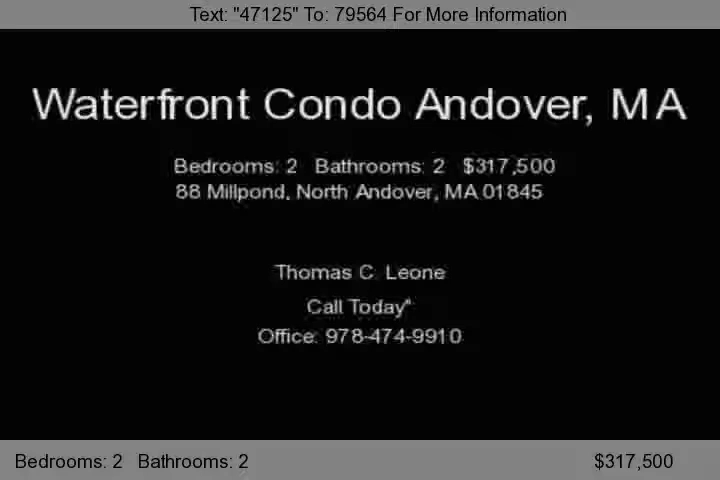 Text: "47125" To: 79564 For More Information
Waterfront Condo Andover, MA
Bedrooms: 2 Bathrooms: 2 $317,500
88 Millpond, North Andover, MA 01845
Thomas C. Leone
Call Today"
Office: 978-474-9910
Bedrooms: 2 Bathrooms: 2 $317,500